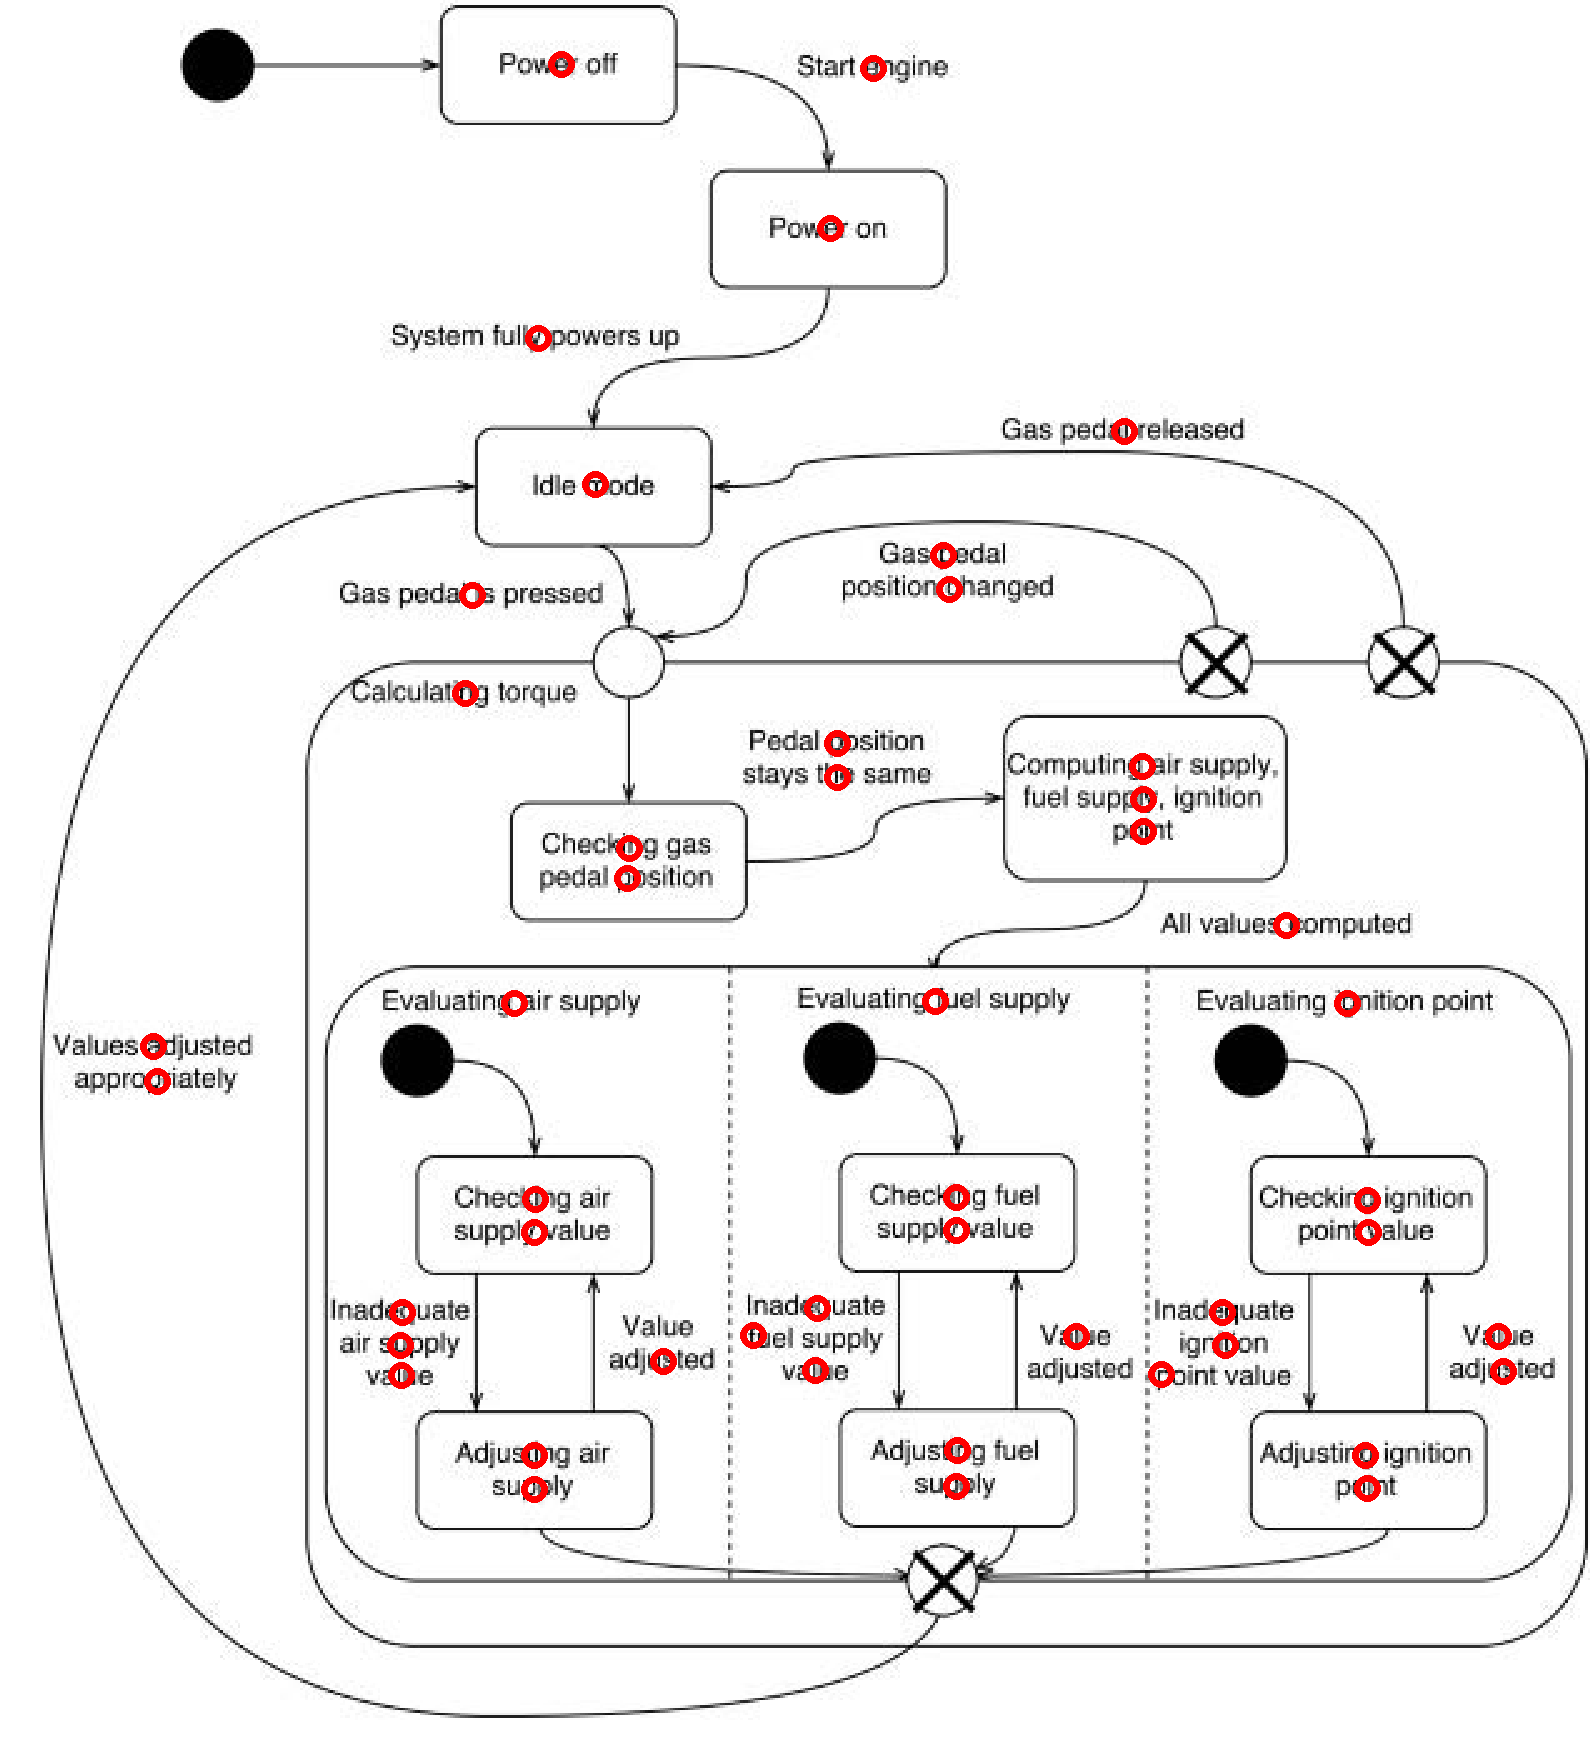 Power off
Start engine
Power on
System fully powers up
Gas pedal released
Idle mode
Gas pedal
position changed
Gas pedal is pressed
Calculating torque
Pedal position
stays the same
Computing air supply,
fuel supply, ignition
point
Checking gas
pedal position
All values computed
Evaluating air supply
Evaluating fuel supply
Evaluating ignition point
Values adjusted
appropriately
Checking air
supply value
Checking fuel
supply value
Checking ignition
point value
Inadequate
air supply
value
Value
adjusted
Inadequate
fuel supply
value
Value
adjusted
Inadequate
ignition
point value
Value
adjusted
Adjusting air
supply
Adjusting fuel
supply
Adjusting ignition
point